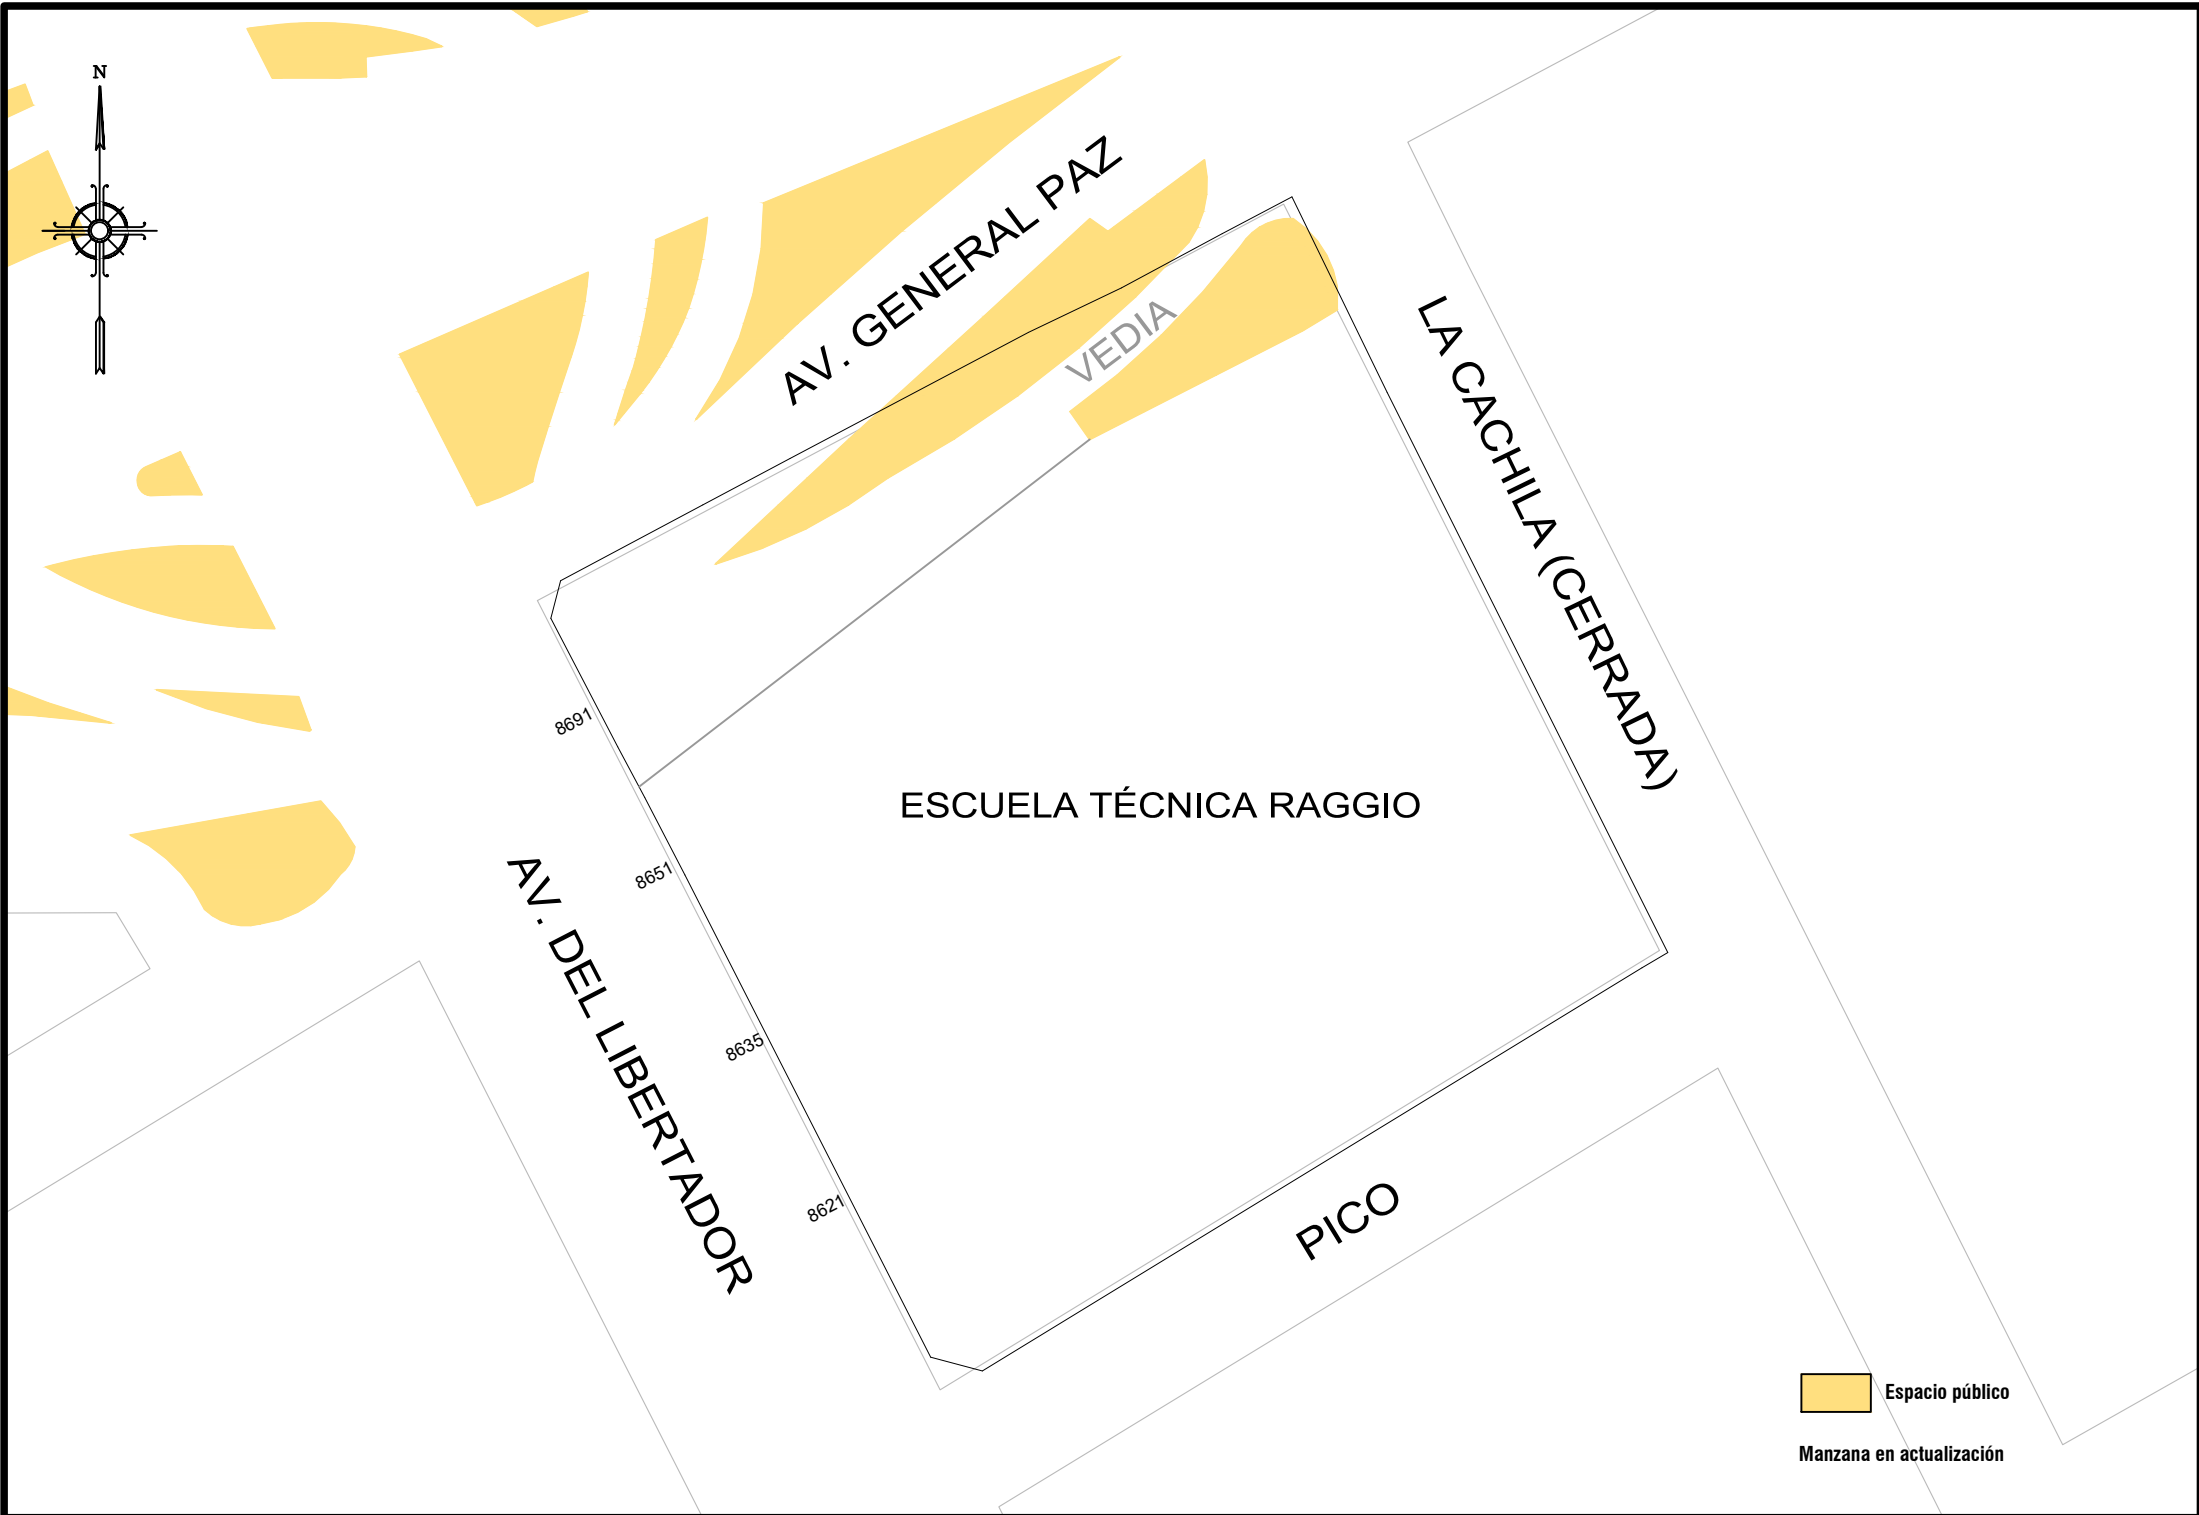 N
AV. GENERAL PAZ
VEDIA
LA CACHILA (CERRADA)
8691
ESCUELA TÉCNICA RAGGIO
8651
AV. DEL LIBERTADOR
8635
8621
PICO
Espacio público
Manzana en actualización